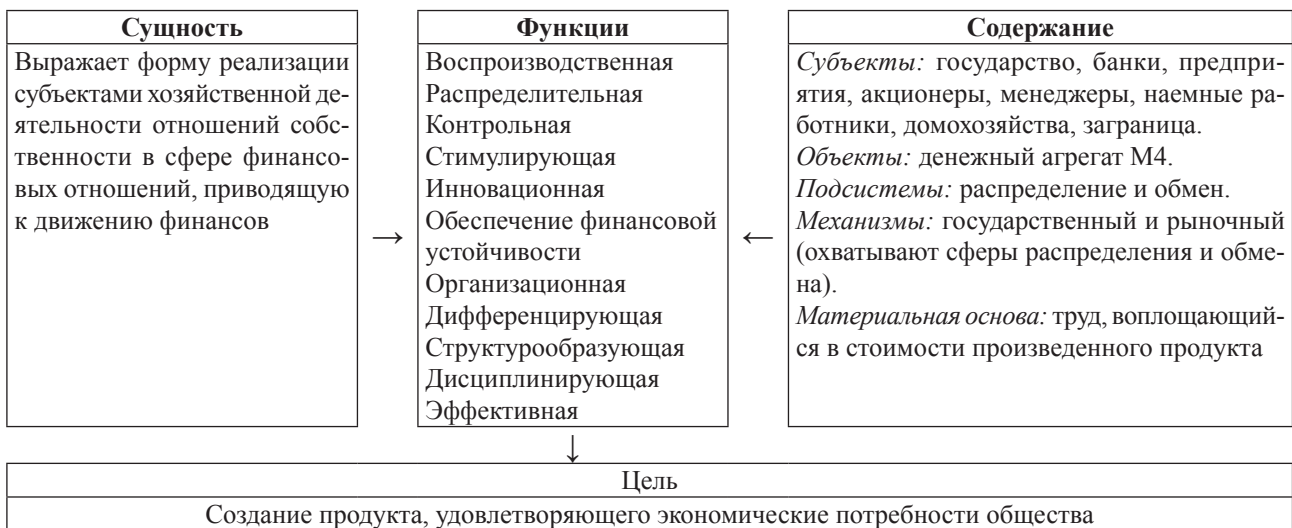 Сущность
Выражает форму реализации
субъектами хозяйственной де-
ятельности отношений собс-
твенности в сфере финансо-
вых отношений, приводящую
к движению финансов
→
Функции
Воспроизводственная
Распределительная
Контрольная
Стимулирующая
Инновационная
Обеспечение финансовой
устойчивости
Организационная
Дифференцирующая
Структурообразующая
Дисциплинирующая
Эффективная
←
Содержание
Субъекты: государство, банки, предпри-
ятия, акционеры, менеджеры, наемные ра-
ботники, домохозяйства, заграница.
Объекты: денежный агрегат М4.
Подсистемы: распределение и обмен.
Механизмы: государственный и рыночный
(охватывают сферы распределения и обме-
на).
Материальная основа: труд, воплощающий-
ся в стоимости произведенного продукта
↓
Цель
Создание продукта, удовлетворяющего экономические потребности общества